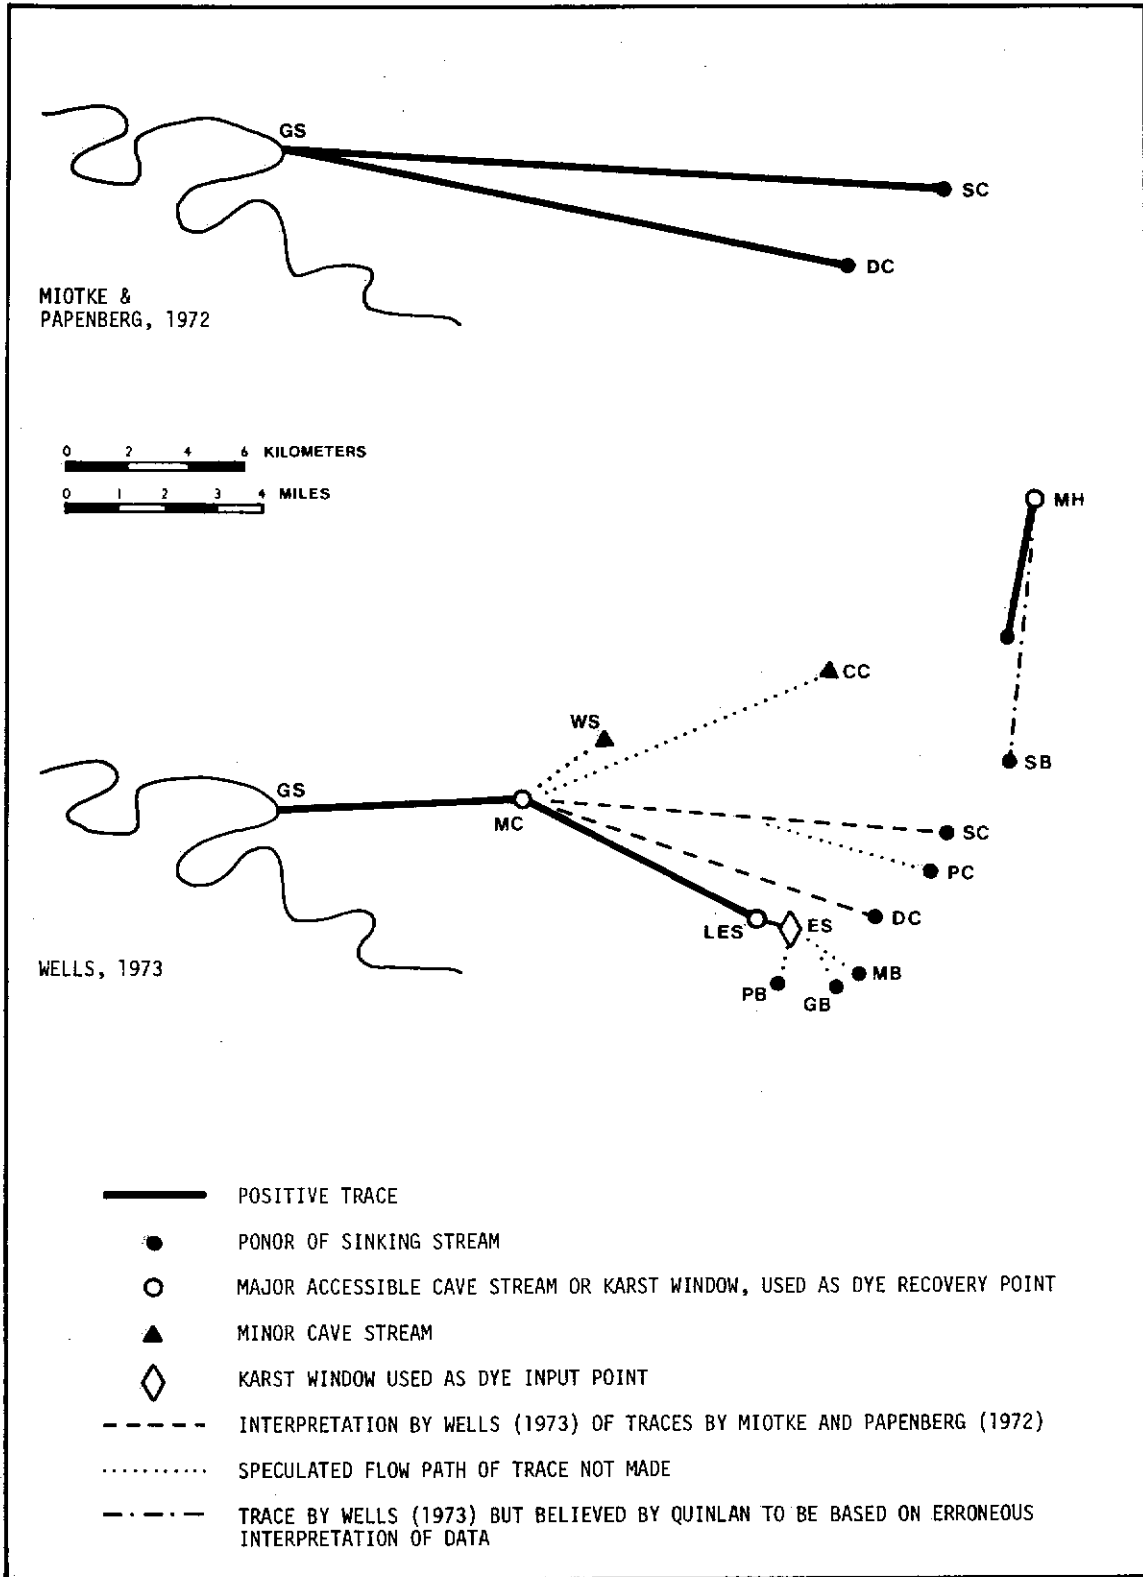 GS
SC
DC
MIOTKE &
PAPENBERG, 1972
0 2 4 6 KILOMETERS
0 1 2 3 4 MILES
MH
CC
WS
SB
GS
MC
SC
PC
DC
LES
ES
WELLS, 1973
MB
PB
GB
POSITIVE TRACE
PONOR OF SINKING STREAM
MAJOR ACCESSIBLE CAVE STREAM OR KARST WINDOW, USED AS DYE RECOVERY POINT
MINOR CAVE STREAM
KARST WINDOW USED AS DYE INPUT POINT
INTERPRETATION BY WELLS (1973) OF TRACES BY MIOTKE AND PAPENBERG (1972)
SPECULATED FLOW PATH OF TRACE NOT MADE
TRACE BY WELLS (1973) BUT BELIEVED BY QUINLAN TO BE BASED ON ERRONEOUS
INTERPRETATION OF DATA